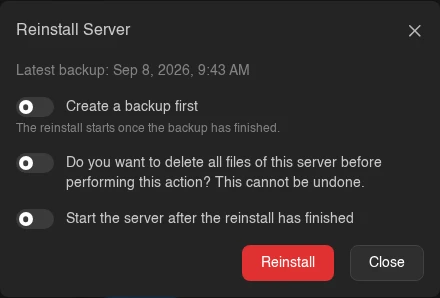 Reinstall Server
Latest backup: Sep 8, 2026, 9:43 AM
Create a backup first
The reinstall starts once the backup has finished.
Do you want to delete all files of this server before
performing this action? This cannot be undone.
Start the server after the reinstall has finished
Reinstall
Close